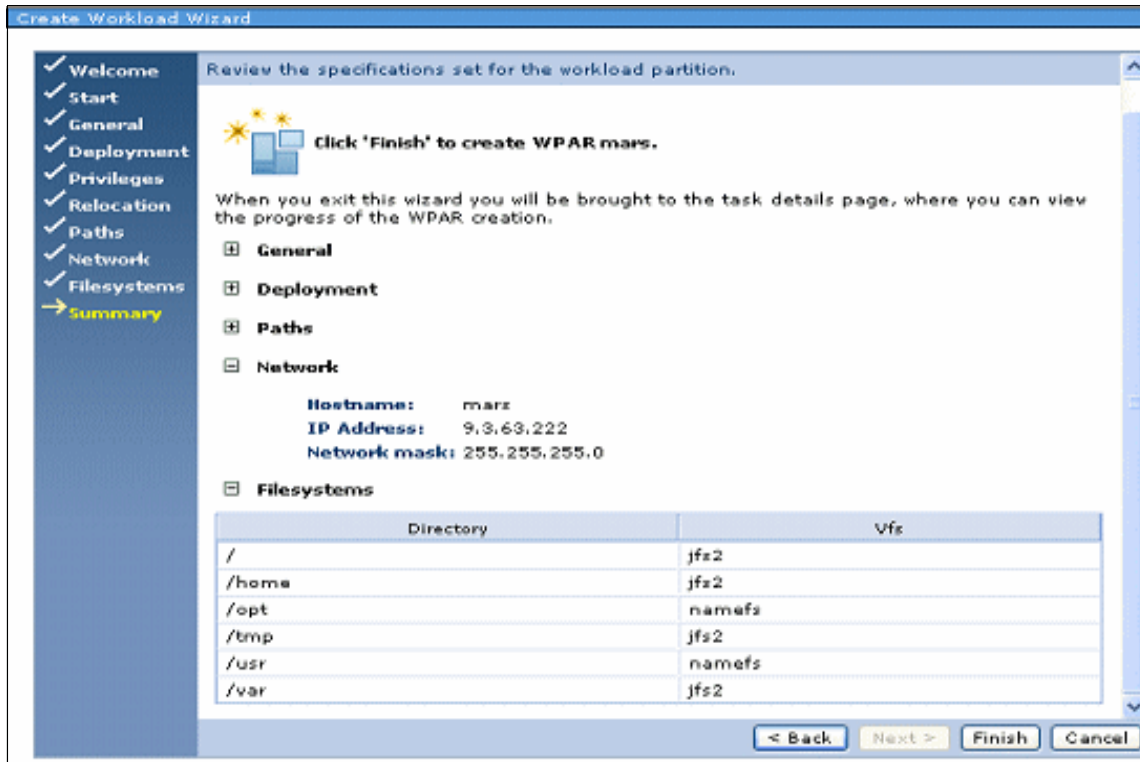 Create Workload Wizard
Welcome
Start
General
Deployment
Privileges
Relocation
Paths
Network
Filesystems
Summary
Review the specifications set for the workload partition.
Click 'Finish' to create WPAR mars.
When you exit this wizard you will be brought to the task details page, where you can view
the progress of the WPAR creation.
General
Deployment
Paths
Network
Hostname: mars
IP Address: 9.3.63.222
Network mask: 255.255.255.0
Filesystems
Directory Vfs
/ jfs2
/home jfs2
/opt namefs
/tmp jfs2
/usr namefs
/var jfs2
< Back Next > Finish Cancel